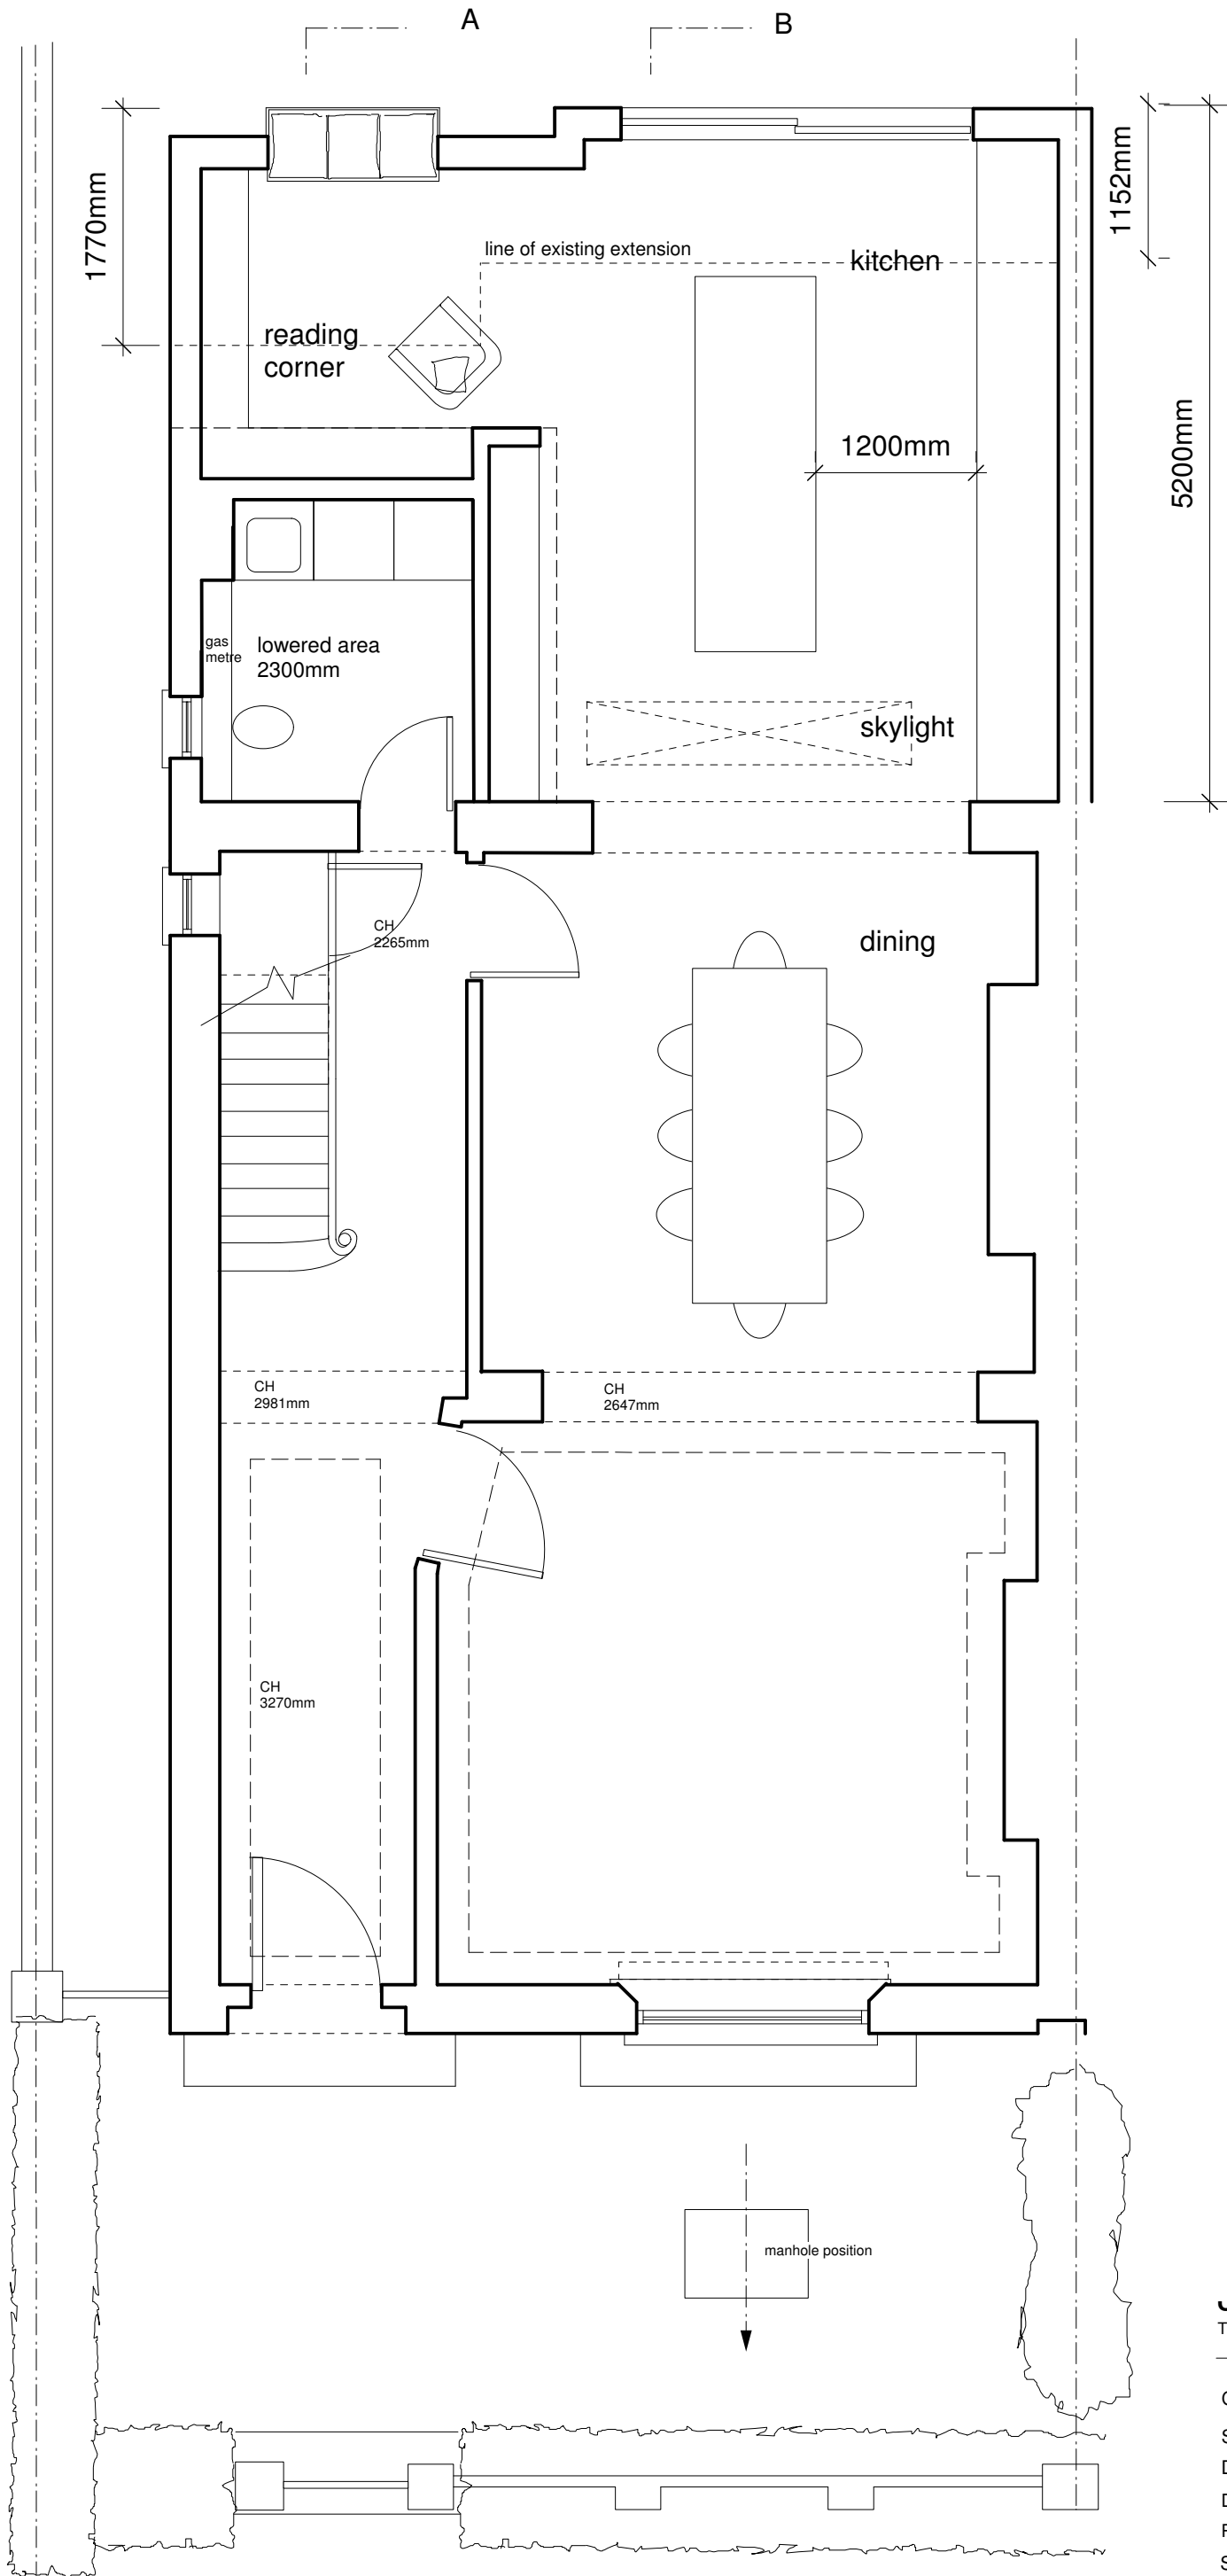 A
B
1770mm
1152mm
line of existing extension
kitchen
reading
corner
1200mm
5200mm
gas
metre
lowered area
2300mm
skylight
CH
2265mm
dining
CH
2981mm
CH
2647mm
CH
3270mm
manhole position
T
S
D
D